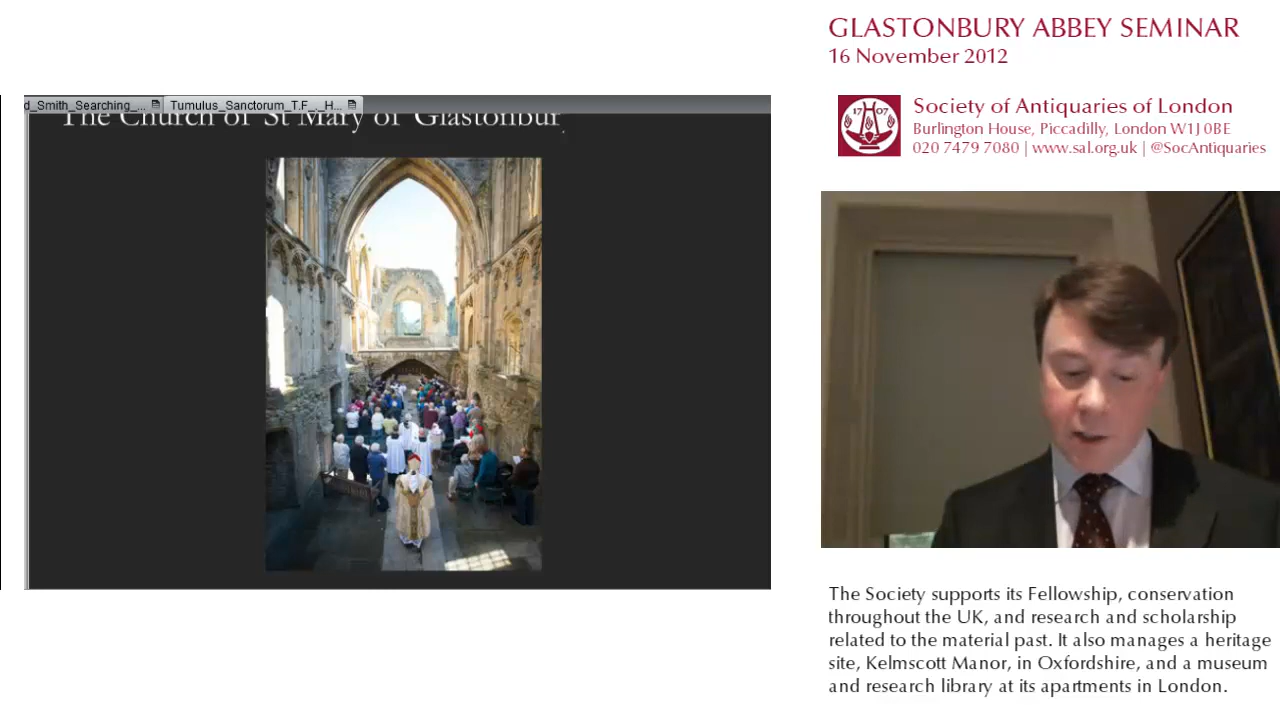 GLASTONBURY ABBEY SEMINAR
16 November 2012
17 07
Society of Antiquaries of London
Burlington House, Piccadilly, London W1J 0BE
020 7479 7080 | www.sal.org.uk | @SocAntiquaries
d_Smith_Searching_... Tumulus_Sanctorum_T.F_._H...
The Church of St Mary of Glastonbur
The Society supports its Fellowship, conservation
throughout the UK, and research and scholarship
related to the material past. It also manages a heritage
site, Kelmscott Manor, in Oxfordshire, and a museum
and research library at its apartments in London.